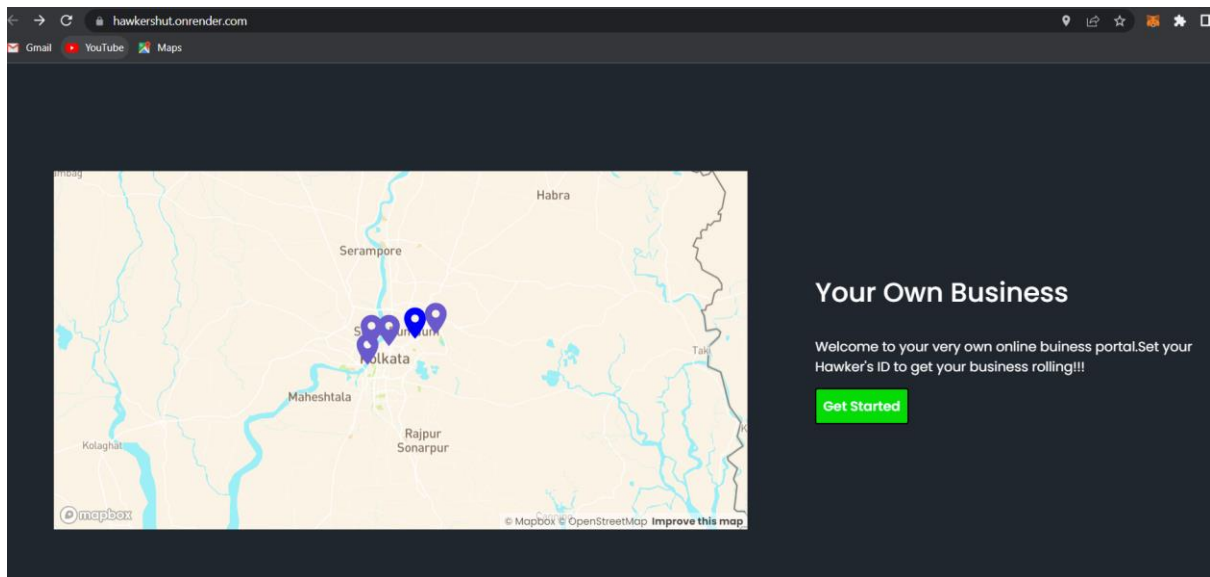 hawkershut.onrender.com
Gmail YouTube Maps
Habra
Serampore
Kolkata
Taki
Maheshtala
Rajpur
Sonarpur
Kolaghat
mapbox
© Mapbox © OpenStreetMap Improve this map
Your Own Business
Welcome to your very own online buiness portal.Set your
Hawker's ID to get your business rolling!!!
Get Started